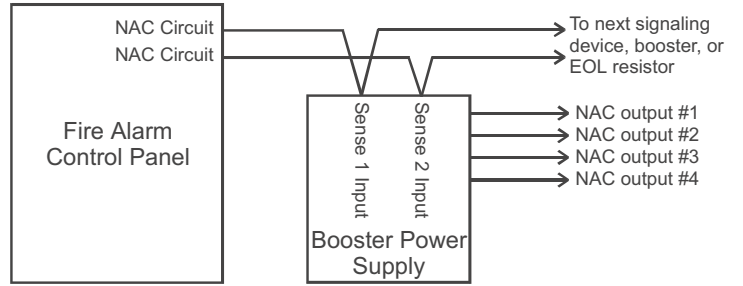 NAC Circuit
NAC Circuit
Fire Alarm
Control Panel
To next signaling
device, booster, or
EOL resistor
Sense 1 Input
Sense 2 Input
NAC output #1
NAC output #2
NAC output #3
NAC output #4
Booster Power
Supply